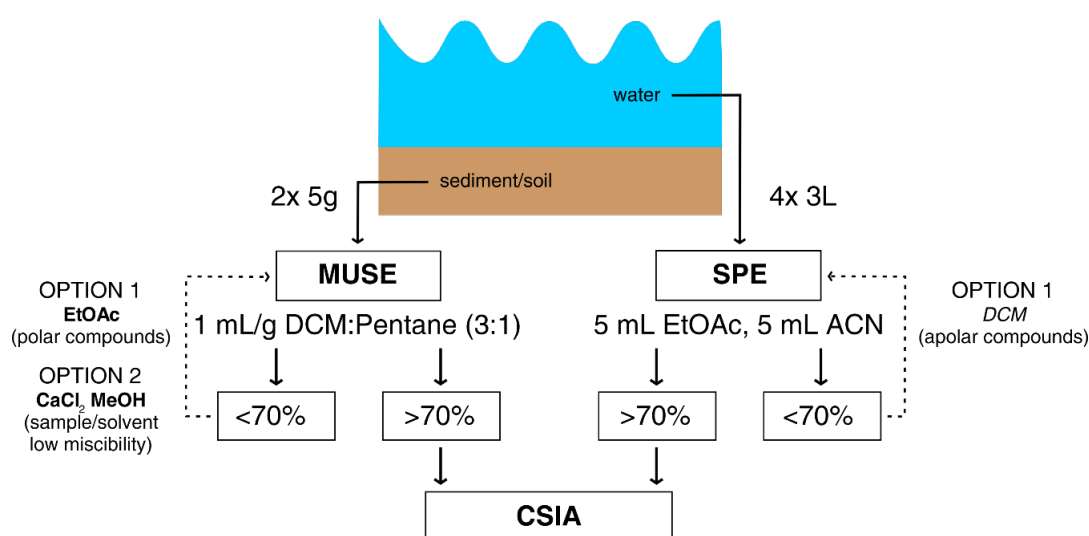 water
sediment/soil
2x 5g
4x 3L
MUSE
SPE
OPTION 1
EtOAc
(polar compounds)
1 mL/g DCM:Pentane (3:1)
5 mL EtOAc, 5 mL ACN
OPTION 1
DCM
(apolar compounds)
OPTION 2
CaCl₂ MeOH
(sample/solvent
low miscibility)
<70%
>70%
>70%
<70%
CSIA